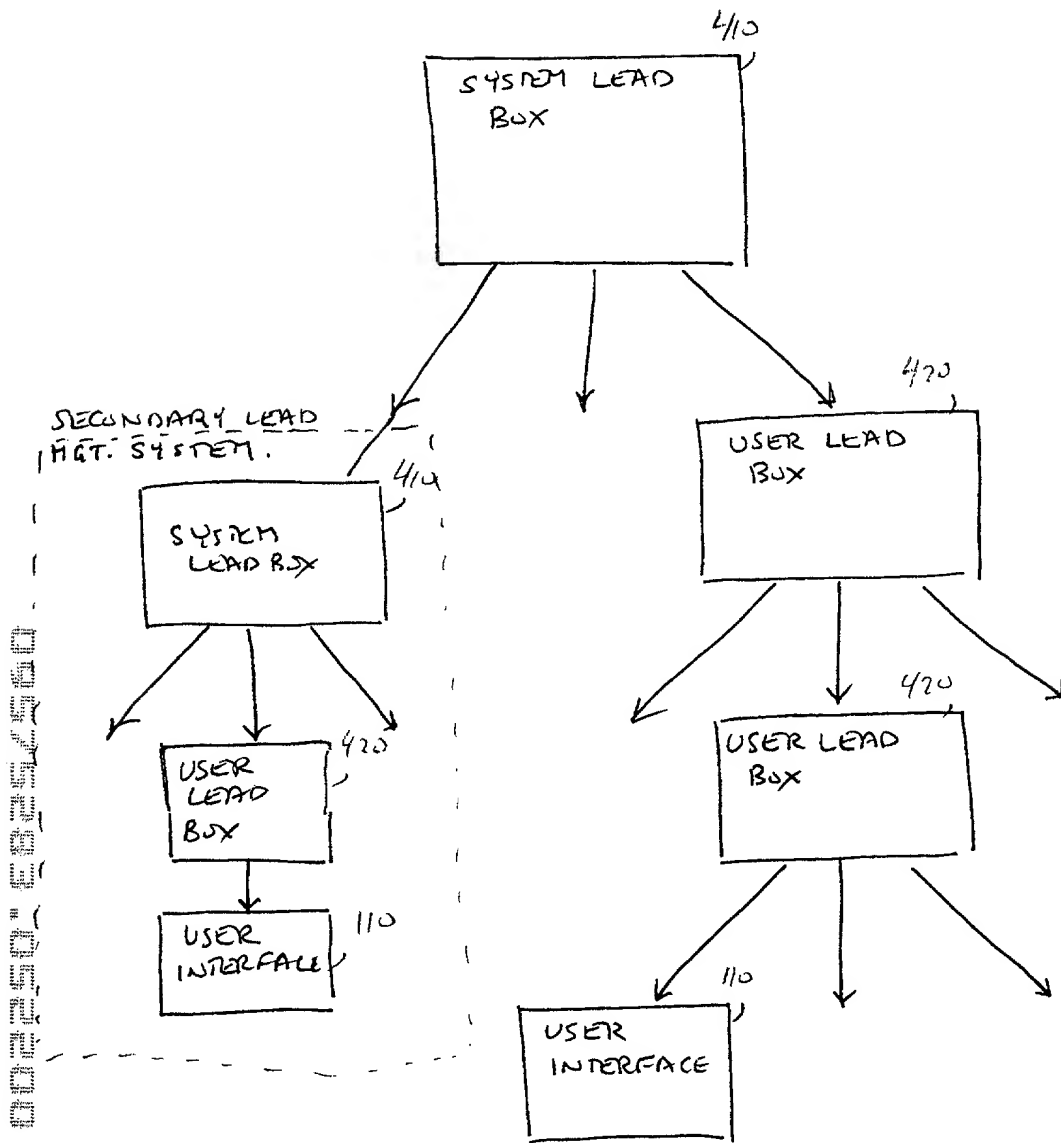 410
SYSTEM LEAD
BOX
420
SECONDARY LEAD
MGT. SYSTEM.
USER LEAD
BOX
410
SYSTEM
LEAD BOX
420
USER LEAD
BOX
420
USER
LEAD
BOX
110
USER
INTERFACE
110
USER
INTERFACE